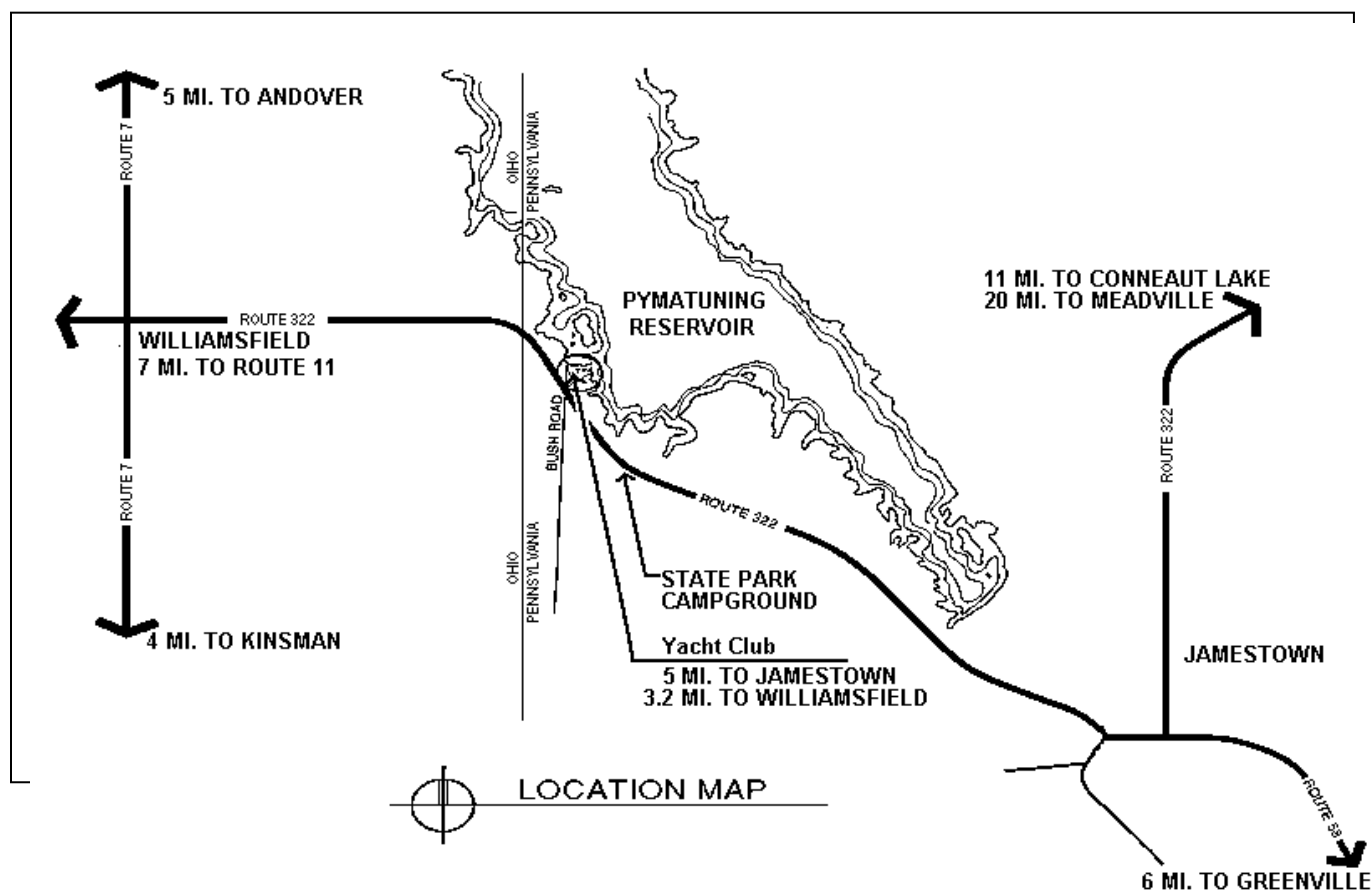 5 MI. TO ANDOVER
ROUTE 7
OIHO
PENNSYLVANIA
PYMATUNING
RESERVOIR
11 MI. TO CONNEAUT LAKE
20 MI. TO MEADVILLE
ROUTE 322
WILLIAMSFIELD
7 MI. TO ROUTE 11
BUSH ROAD
ROUTE 322
ROUTE 7
ROUTE 322
OHIO
PENNSYLVANIA
STATE PARK
CAMPGROUND
4 MI. TO KINSMAN
Yacht Club
5 MI. TO JAMESTOWN
3.2 MI. TO WILLIAMSFIELD
JAMESTOWN
LOCATION MAP
ROUTE 58
6 MI. TO GREENVILLE